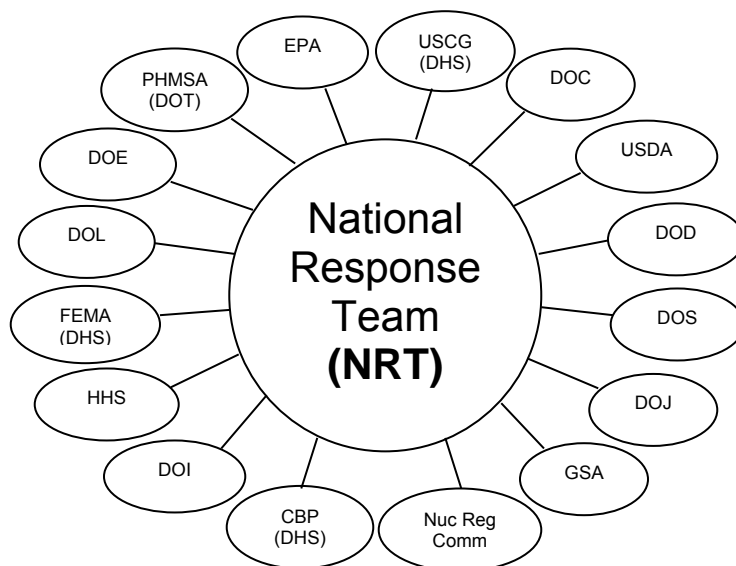 EPA
USCG
(DHS)
DOC
USDA
DOD
DOS
DOJ
GSA
Nuc Reg
Comm
CBP
(DHS)
DOI
HHS
FEMA
(DHS)
DOL
DOE
PHMSA
(DOT)
National
Response
Team
(NRT)